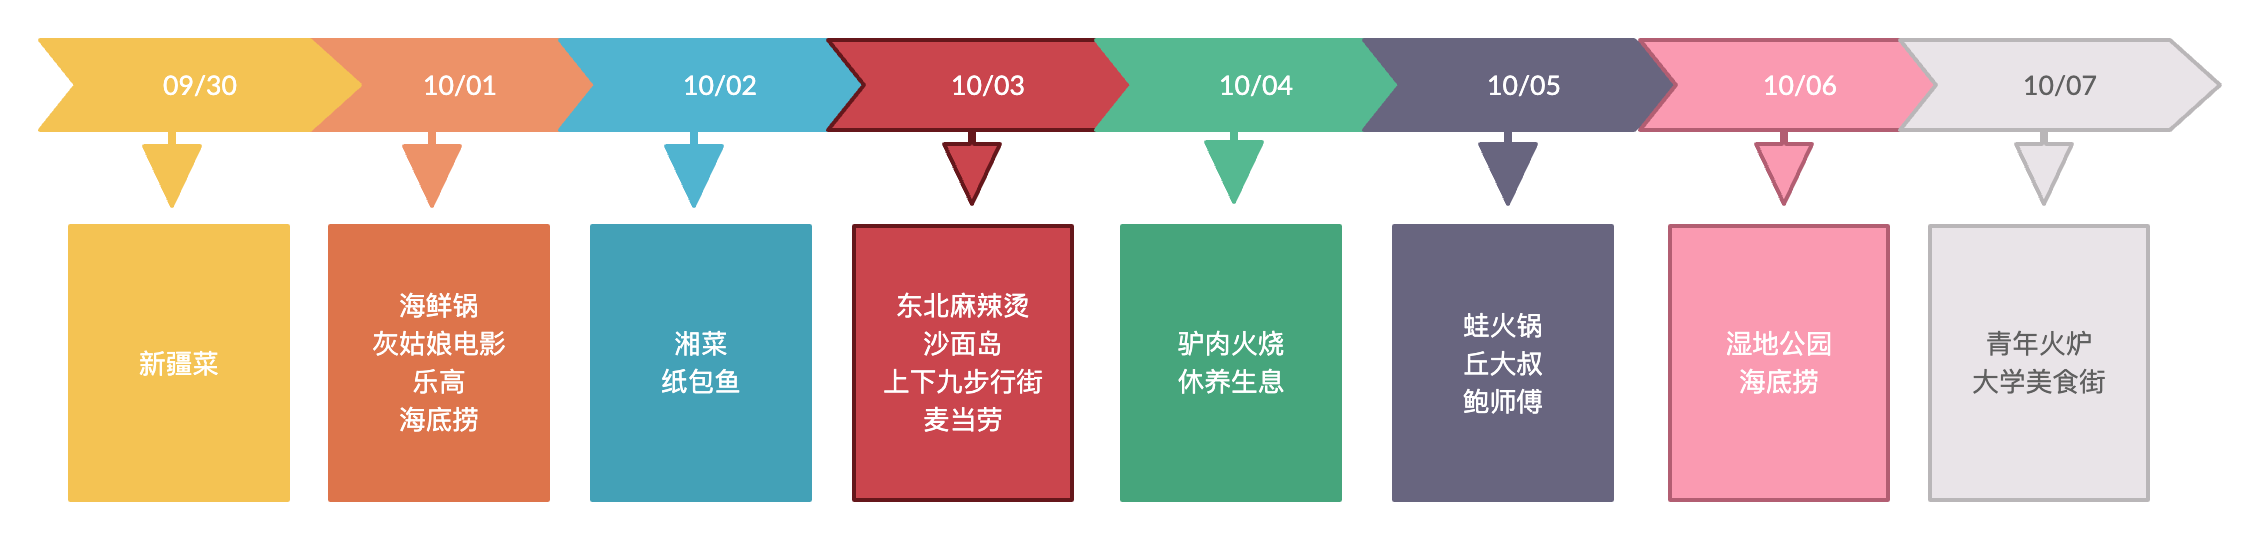 09/30
10/01
10/02
10/03
10/04
10/05
10/06
10/07
新疆菜
海鲜锅
灰姑娘电影
乐高
海底捞
湘菜
纸包鱼
东北麻辣烫
沙面岛
上下九步行街
麦当劳
驴肉火烧
休养生息
蛙火锅
丘大叔
鲍师傅
湿地公园
海底捞
青年火炉
大学美食街